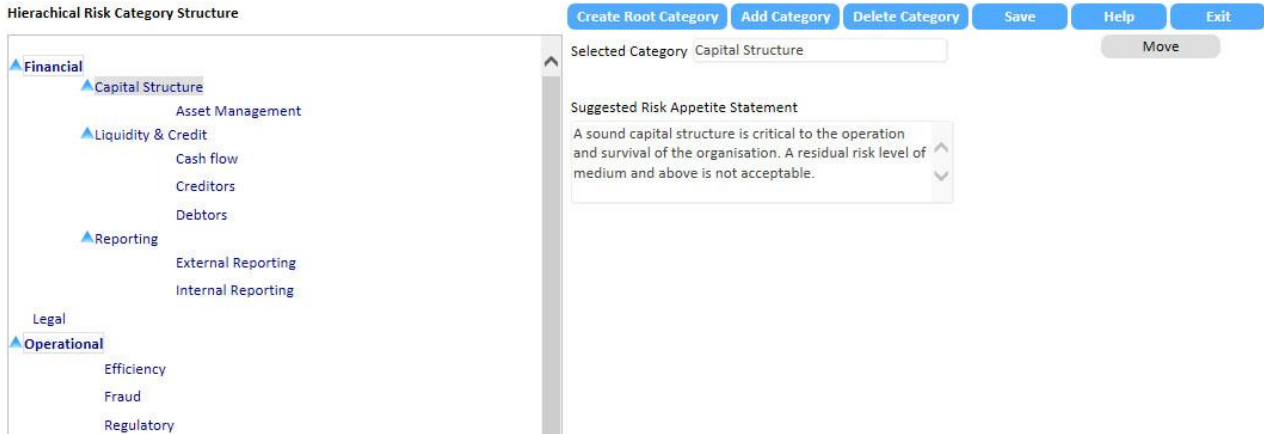 Hierachical Risk Category Structure
Create Root Category
Add Category
Delete Category
Save
Help
Exit
Financial
Capital Structure
Asset Management
Liquidity & Credit
Cash flow
Creditors
Debtors
Reporting
External Reporting
Internal Reporting
Legal
Operational
Efficiency
Fraud
Regulatory
Selected Category Capital Structure
Move
Suggested Risk Appetite Statement
A sound capital structure is critical to the operation
and survival of the organisation. A residual risk level of
medium and above is not acceptable.